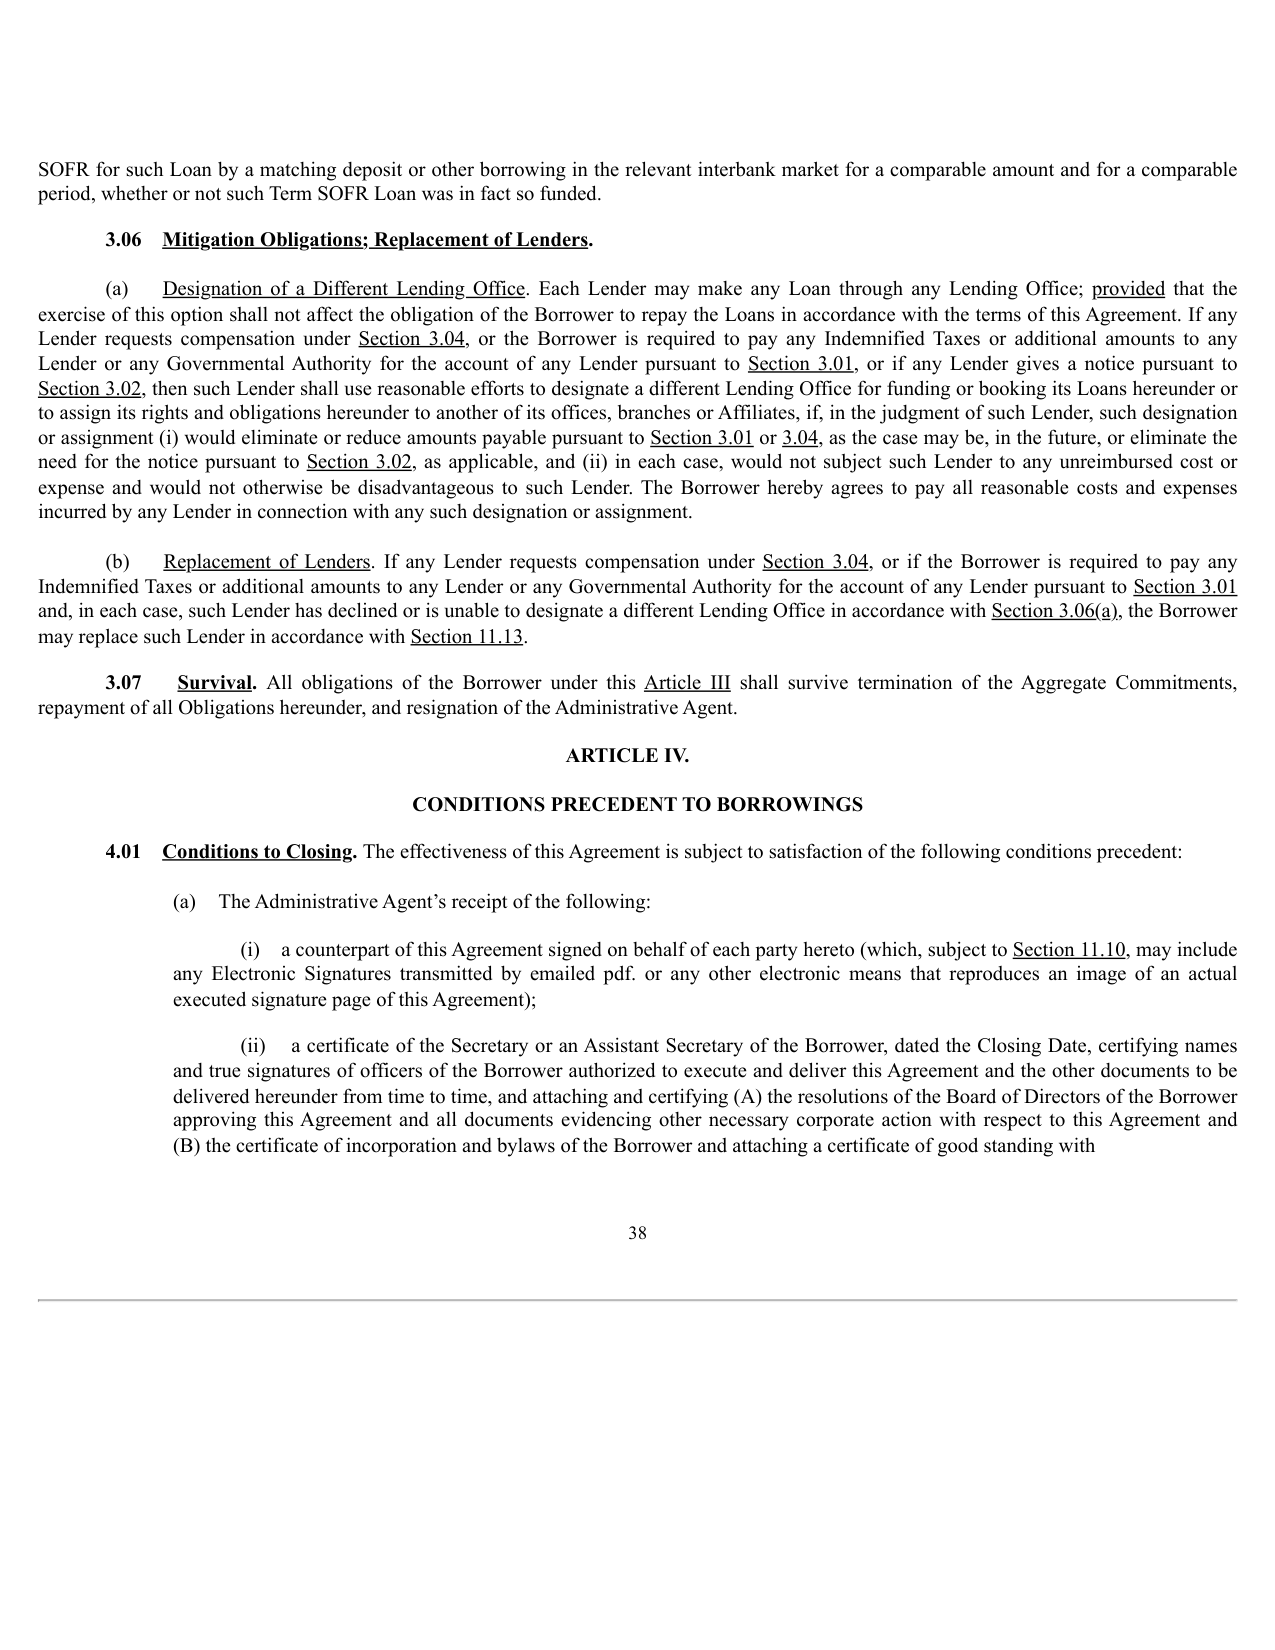 SOFR for such Loan by a matching deposit or other borrowing in the relevant interbank market for a comparable amount and for a comparable
period, whether or not such Term SOFR Loan was in fact so funded.
3.06 Mitigation Obligations; Replacement of Lenders.
(a) Designation of a Different Lending Office. Each Lender may make any Loan through any Lending Office; provided that the
exercise of this option shall not affect the obligation of the Borrower to repay the Loans in accordance with the terms of this Agreement. If any
Lender requests compensation under Section 3.04, or the Borrower is required to pay any Indemnified Taxes or additional amounts to any
Lender or any Governmental Authority for the account of any Lender pursuant to Section 3.01, or if any Lender gives a notice pursuant to
Section 3.02, then such Lender shall use reasonable efforts to designate a different Lending Office for funding or booking its Loans hereunder or
to assign its rights and obligations hereunder to another of its offices, branches or Affiliates, if, in the judgment of such Lender, such designation
or assignment (i) would eliminate or reduce amounts payable pursuant to Section 3.01 or 3.04, as the case may be, in the future, or eliminate the
need for the notice pursuant to Section 3.02, as applicable, and (ii) in each case, would not subject such Lender to any unreimbursed cost or
expense and would not otherwise be disadvantageous to such Lender. The Borrower hereby agrees to pay all reasonable costs and expenses
incurred by any Lender in connection with any such designation or assignment.
(b) Replacement of Lenders. If any Lender requests compensation under Section 3.04, or if the Borrower is required to pay any
Indemnified Taxes or additional amounts to any Lender or any Governmental Authority for the account of any Lender pursuant to Section 3.01
and, in each case, such Lender has declined or is unable to designate a different Lending Office in accordance with Section 3.06(a), the Borrower
may replace such Lender in accordance with Section 11.13.
3.07 Survival. All obligations of the Borrower under this Article III shall survive termination of the Aggregate Commitments,
repayment of all Obligations hereunder, and resignation of the Administrative Agent.
ARTICLE IV.
CONDITIONS PRECEDENT TO BORROWINGS
4.01 Conditions to Closing. The effectiveness of this Agreement is subject to satisfaction of the following conditions precedent:
(a) The Administrative Agent’s receipt of the following:
(i) a counterpart of this Agreement signed on behalf of each party hereto (which, subject to Section 11.10, may include
any Electronic Signatures transmitted by emailed pdf. or any other electronic means that reproduces an image of an actual
executed signature page of this Agreement);
(ii) a certificate of the Secretary or an Assistant Secretary of the Borrower, dated the Closing Date, certifying names
and true signatures of officers of the Borrower authorized to execute and deliver this Agreement and the other documents to be
delivered hereunder from time to time, and attaching and certifying (A) the resolutions of the Board of Directors of the Borrower
approving this Agreement and all documents evidencing other necessary corporate action with respect to this Agreement and
(B) the certificate of incorporation and bylaws of the Borrower and attaching a certificate of good standing with
38